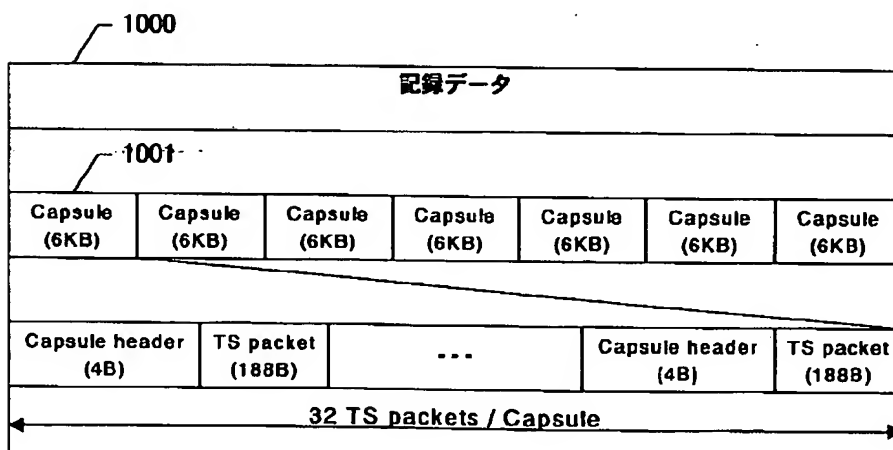 1000
記録データ
1001
Capsule (6KB) Capsule (6KB) Capsule (6KB) Capsule (6KB) Capsule (6KB) Capsule (6KB) Capsule (6KB)
Capsule header (4B) TS packet (188B) --- Capsule header (4B) TS packet (188B)
32 TS packets / Capsule